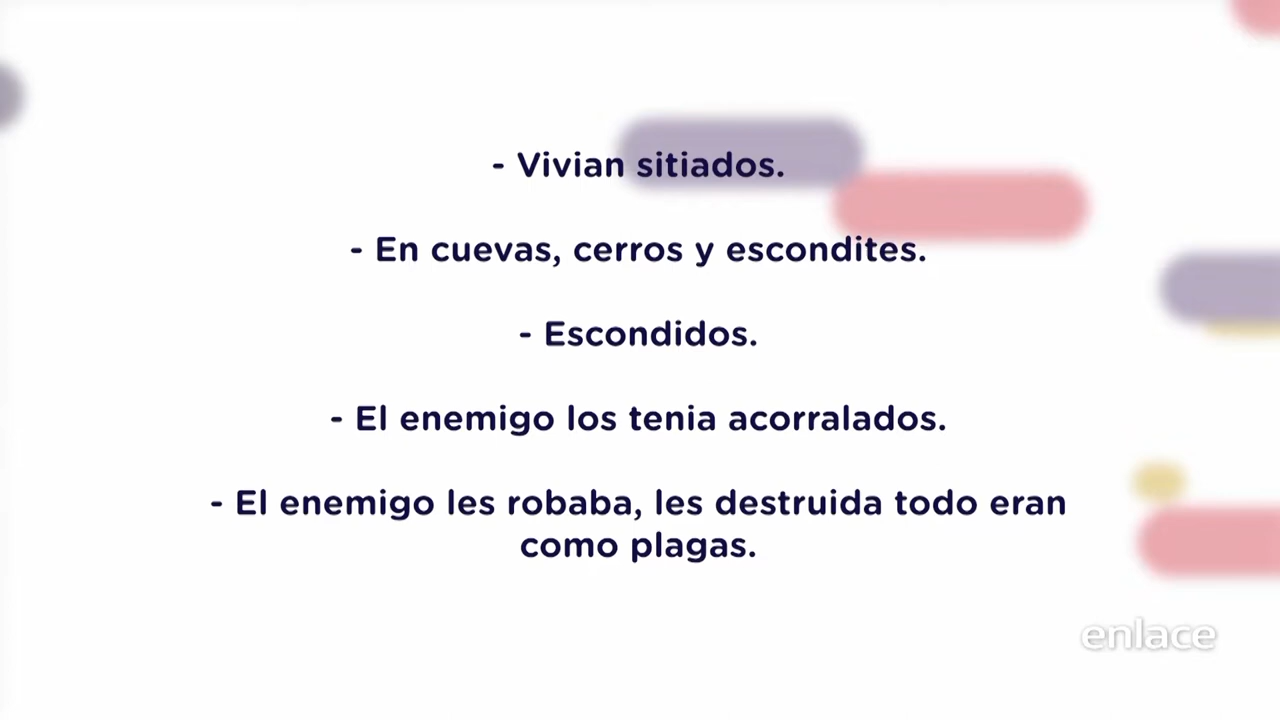 - Vivian sitiados.
- En cuevas, cerros y escondites.
- Escondidos.
- El enemigo los tenia acorralados.
- El enemigo les robaba, les destruida todo eran
como plagas.
enlace